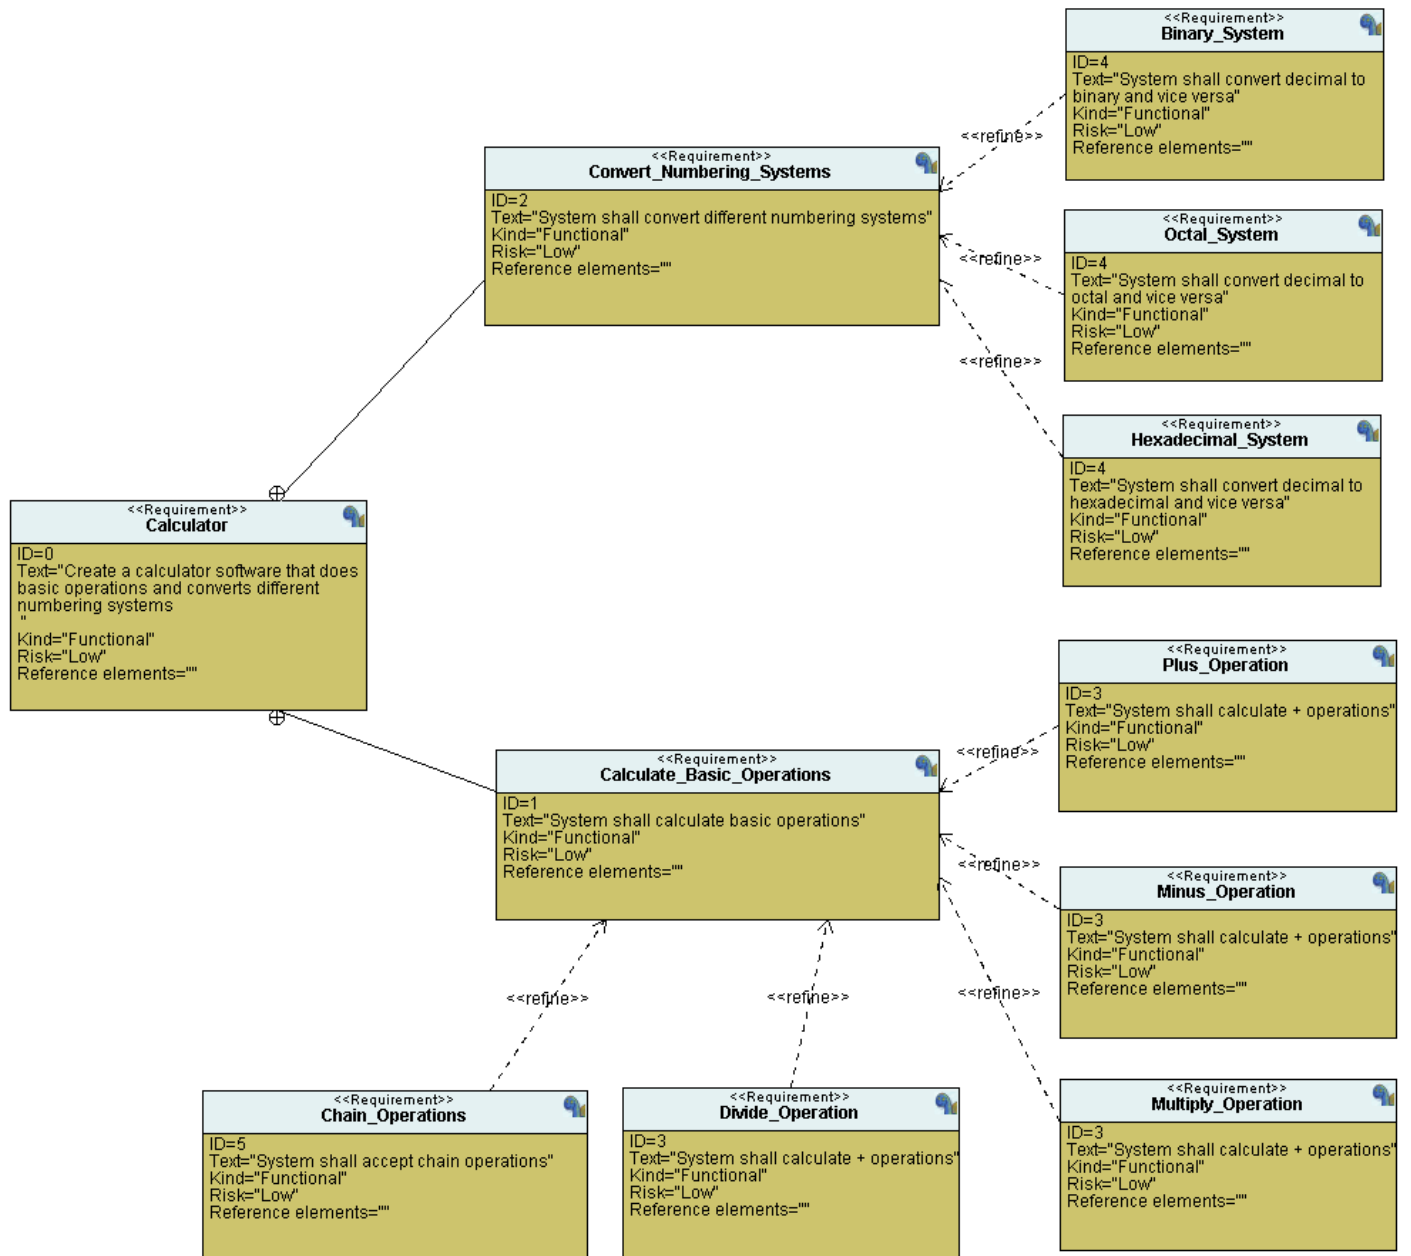 <<Requirement>>
Binary_System
ID=4
Text="System shall convert decimal to
binary and vice versa"
Kind="Functional"
Risk="Low"
Reference elements=""
<<refine>>
<<Requirement>>
Convert_Numbering_Systems
ID=2
Text="System shall convert different numbering systems"
Kind="Functional"
Risk="Low"
Reference elements=""
<<Requirement>>
Octal_System
ID=4
Text="System shall convert decimal to
octal and vice versa"
Kind="Functional"
Risk="Low"
Reference elements=""
<<refine>>
<<refine>>
<<Requirement>>
Hexadecimal_System
ID=4
Text="System shall convert decimal to
hexadecimal and vice versa"
Kind="Functional"
Risk="Low"
Reference elements=""
<<Requirement>>
Calculator
ID=0
Text="Create a calculator software that does
basic operations and converts different
numbering systems
"
Kind="Functional"
Risk="Low"
Reference elements=""
<<Requirement>>
Plus_Operation
ID=3
Text="System shall calculate + operations"
Kind="Functional"
Risk="Low"
Reference elements=""
<<refine>>
<<Requirement>>
Calculate_Basic_Operations
ID=1
Text="System shall calculate basic operations"
Kind="Functional"
Risk="Low"
Reference elements=""
<<refine>>
<<Requirement>>
Minus_Operation
ID=3
Text="System shall calculate + operations"
Kind="Functional"
Risk="Low"
Reference elements=""
<<refine>>
<<refine>>
<<refine>>
<<Requirement>>
Chain_Operations
ID=5
Text="System shall accept chain operations"
Kind="Functional"
Risk="Low"
Reference elements=""
<<Requirement>>
Divide_Operation
ID=3
Text="System shall calculate + operations"
Kind="Functional"
Risk="Low"
Reference elements=""
<<Requirement>>
Multiply_Operation
ID=3
Text="System shall calculate + operations"
Kind="Functional"
Risk="Low"
Reference elements=""